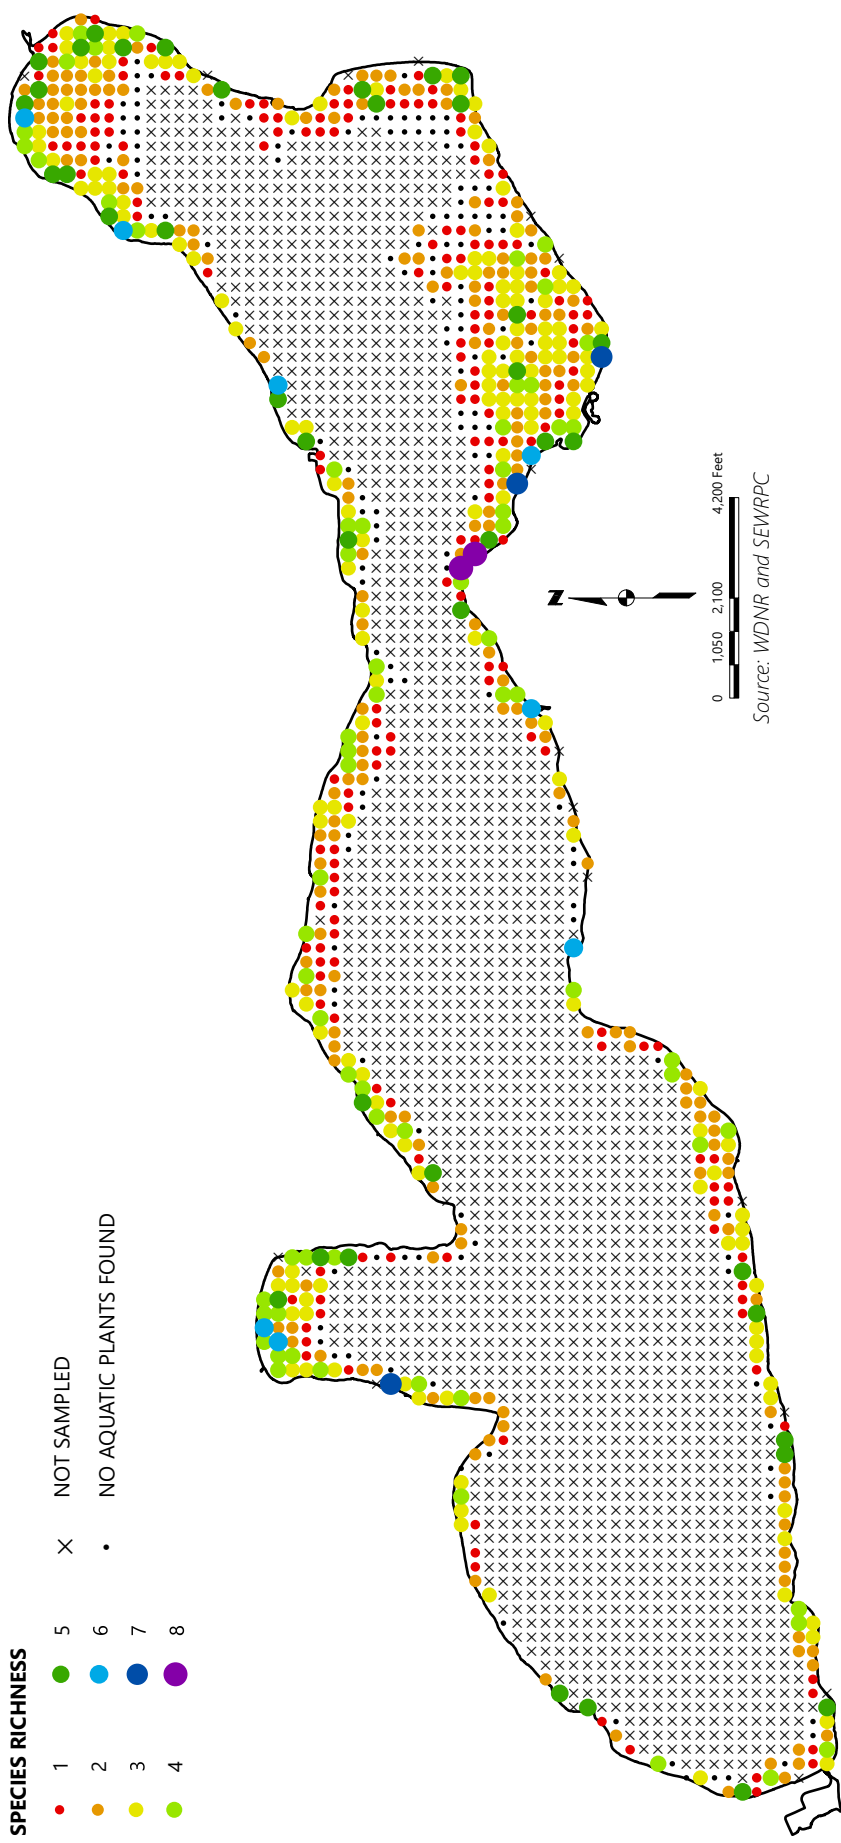 SPECIES RICHNESS
1
2
3
4
5
6
7
8
NOT SAMPLED
NO AQUATIC PLANTS FOUND
N
0 1,050 2,100 4,200 Feet
Source: WDNR and SEWRPC